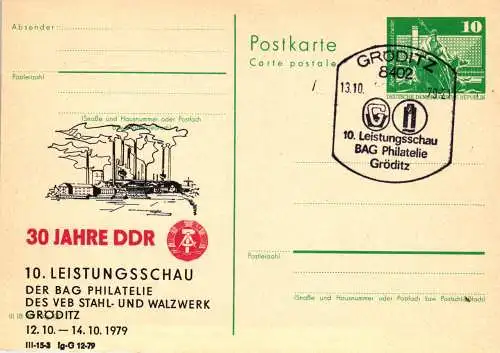 Absender:
Postleitzahl
(Straße und Hausnummer oder Postfach
30 JAHRE DDR
10. LEISTUNGSSCHAU
DER BAG PHILATELIE
DES VEB STAHL- UND WALZWERK
GRÖDITZ
12. 10. — 14. 10. 1979
III-15-3 Ig-G 12-79
Postkarte
Carte postale
10
DEUTSCHE DEMOKRATISCHE REPUBLIK
GRÖDITZ
8402
13.10.
10. Leistungsschau
BAG Philatelie
Gröditz
Postleitzahl
(Straße und Hausnummer oder Postfach bzw Postschließfach)